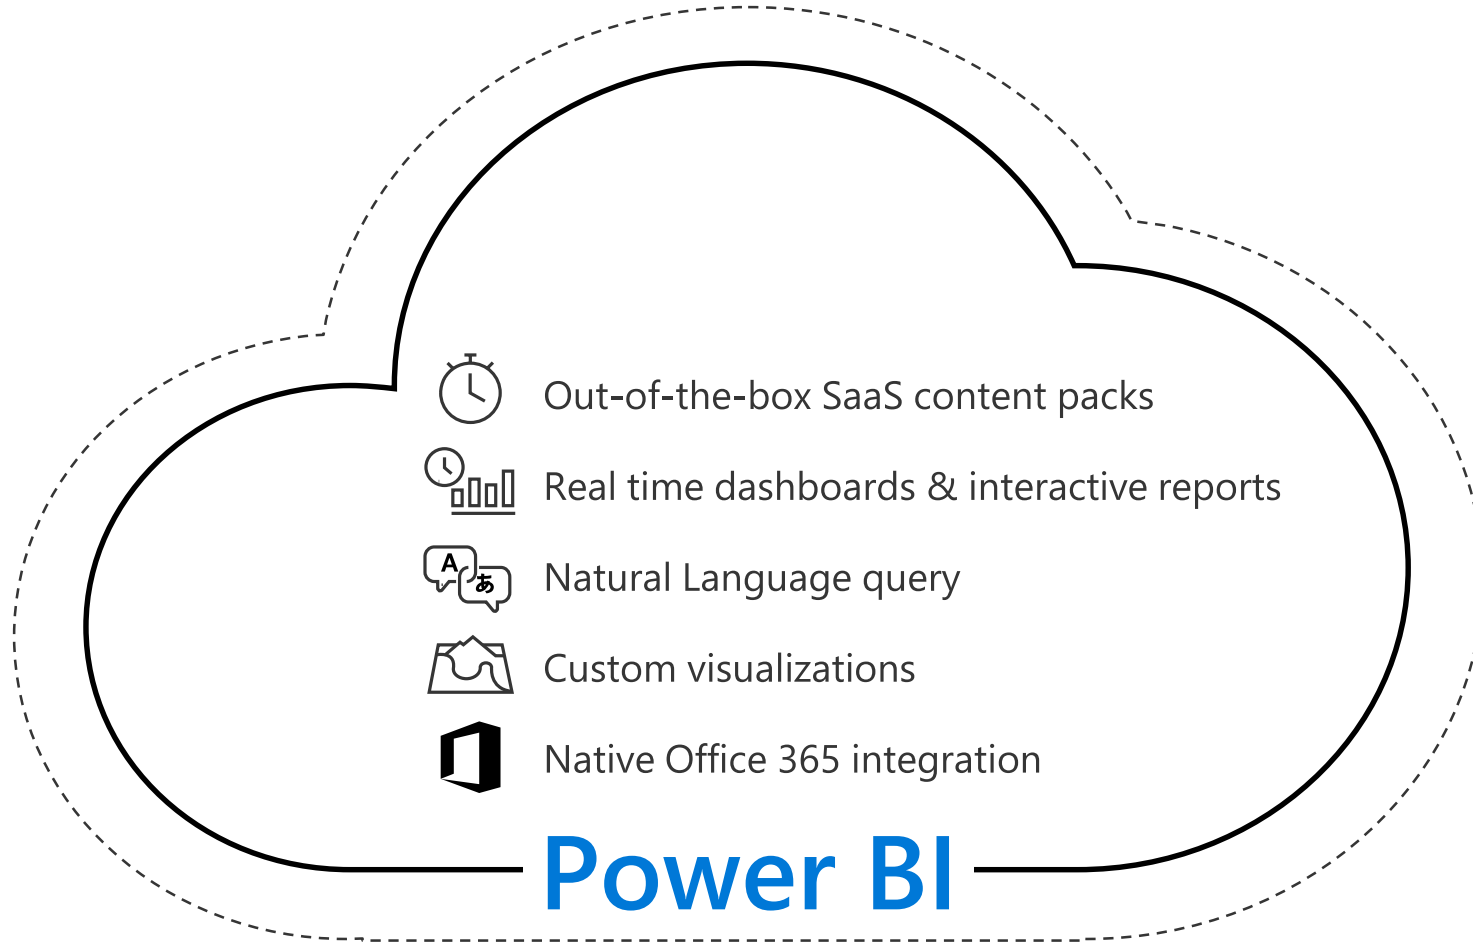 Out-of-the-box SaaS content packs
Real time dashboards & interactive reports
A
あ
Natural Language query
Custom visualizations
Native Office 365 integration
Power BI